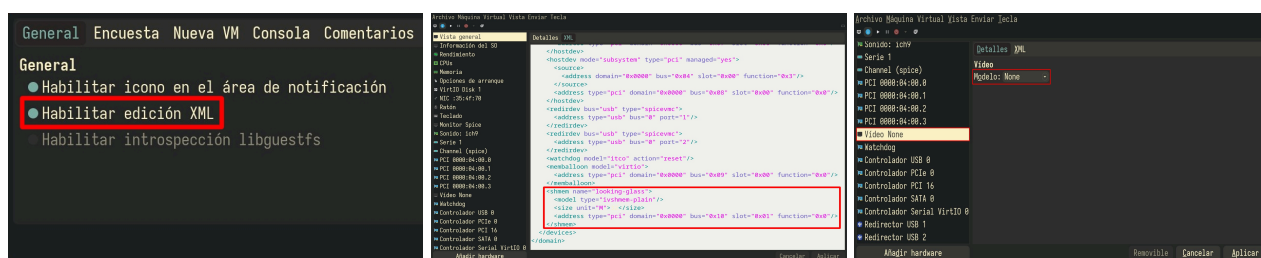 General Encuesta Nueva VM Consola Comentarios
General
Habilitar icono en el área de notificación
Habilitar edición XML
Habilitar introspección libguestfs
Archivo Máquina Virtual Vista Enviar Tecla
Vista general
Información del SO
Rendimiento
CPUs
Memoria
Opciones de arranque
VirtIO Disk 1
NIC :35:4f:70
Ratón
Teclado
Monitor Spice
Sonido: ich9
Serie 1
Channel (spice)
PCI 0000:04:00.0
PCI 0000:04:00.1
PCI 0000:04:00.2
PCI 0000:04:00.3
Vídeo None
Watchdog
Controlador USB 0
Controlador PCIe 0
Controlador PCI 16
Controlador SATA 0
Controlador Serial VirtIO 0
Añadir hardware
Detalles XML
</hostdev>
<hostdev mode="subsystem" type="pci" managed="yes">
<source>
<address domain="0x0000" bus="0x04" slot="0x00" function="0x3"/>
</source>
<address type="pci" domain="0x0000" bus="0x08" slot="0x00" function="0x0"/>
</hostdev>
<redirdev bus="usb" type="spicevmc">
<address type="usb" bus="0" port="1"/>
</redirdev>
<redirdev bus="usb" type="spicevmc">
<address type="usb" bus="0" port="2"/>
</redirdev>
<watchdog model="itco" action="reset"/>
<memballoon model="virtio">
<address type="pci" domain="0x0000" bus="0x09" slot="0x00" function="0x0"/>
</memballoon>
<shmem name="looking-glass">
<model type="ivshmem-plain"/>
<size unit="M"> </size>
<address type="pci" domain="0x0000" bus="0x10" slot="0x01" function="0x0"/>
</shmem>
</devices>
</domain>
Cancelar Aplicar
Archivo Máquina Virtual Vista Enviar Tecla
Sonido: ich9
Serie 1
Channel (spice)
PCI 0000:04:00.0
PCI 0000:04:00.1
PCI 0000:04:00.2
PCI 0000:04:00.3
Vídeo None
Watchdog
Controlador USB 0
Controlador PCIe 0
Controlador PCI 16
Controlador SATA 0
Controlador Serial VirtIO 0
Redirector USB 1
Redirector USB 2
Añadir hardware
Detalles XML
Vídeo
Modelo: None
Removible Cancelar Aplicar